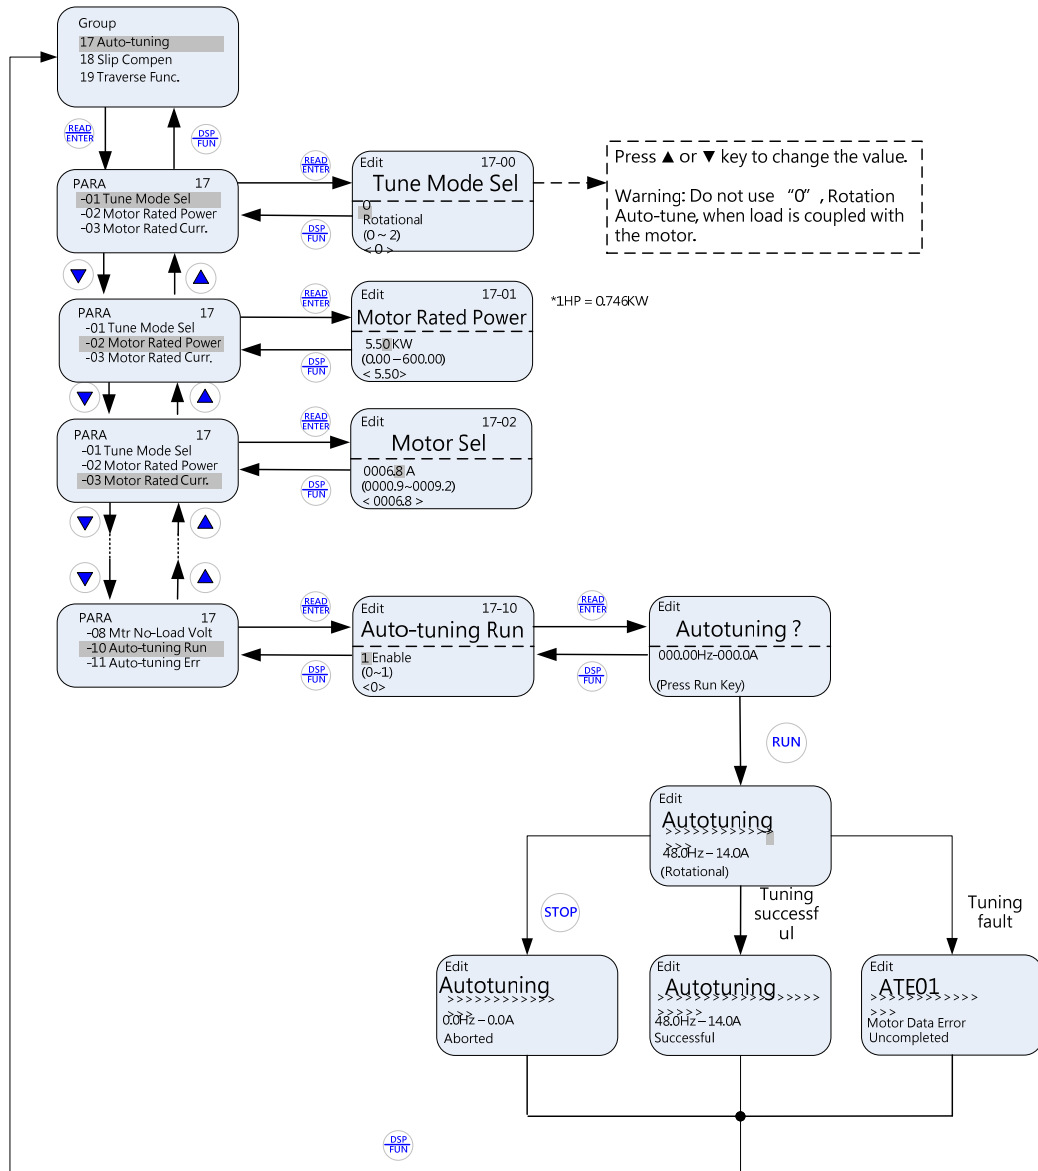 Group
17 Auto-tuning
18 Slip Compen
19 Traverse Func.
READ
ENTER
DSP
FUN
PARA 17
-01 Tune Mode Sel
-02 Motor Rated Power
-03 Motor Rated Curr.
READ
ENTER
DSP
FUN
Edit 17-00
Tune Mode Sel
0
Rotational
(0 ~ 2)
< 0 >
Press ▲ or ▼ key to change the value.
Warning: Do not use “0”, Rotation
Auto-tune, when load is coupled with
the motor.
PARA 17
-01 Tune Mode Sel
-02 Motor Rated Power
-03 Motor Rated Curr.
READ
ENTER
DSP
FUN
Edit 17-01
Motor Rated Power
5.50 KW
(0.00 – 600.00)
< 5.50>
*1HP = 0.746KW
PARA 17
-01 Tune Mode Sel
-02 Motor Rated Power
-03 Motor Rated Curr.
READ
ENTER
DSP
FUN
Edit 17-02
Motor Sel
0006.8 A
(0000.9~0009.2)
< 0006.8 >
PARA 17
-08 Mtr No-Load Volt
-10 Auto-tuning Run
-11 Auto-tuning Err
READ
ENTER
DSP
FUN
Edit 17-10
Auto-tuning Run
1 Enable
(0~1)
<0>
READ
ENTER
DSP
FUN
Edit
Autotuning ?
000.00Hz-000.0A
(Press Run Key)
RUN
Edit
Autotuning
>>>>>>>>>>>>
>>>
48.0Hz – 14.0A
(Rotational)
STOP
Tuning
successf
ul
Tuning
fault
Edit
Autotuning
>>>>>>>>>>>>
>>>
0.0Hz – 0.0A
Aborted
Edit
Autotuning
>>>>>>>>>>>>>>>>>>
>>>>>
48.0Hz – 14.0A
Successful
Edit
ATE01
>>>>>>>>>>>>
>>>
Motor Data Error
Uncompleted
DSP
FUN